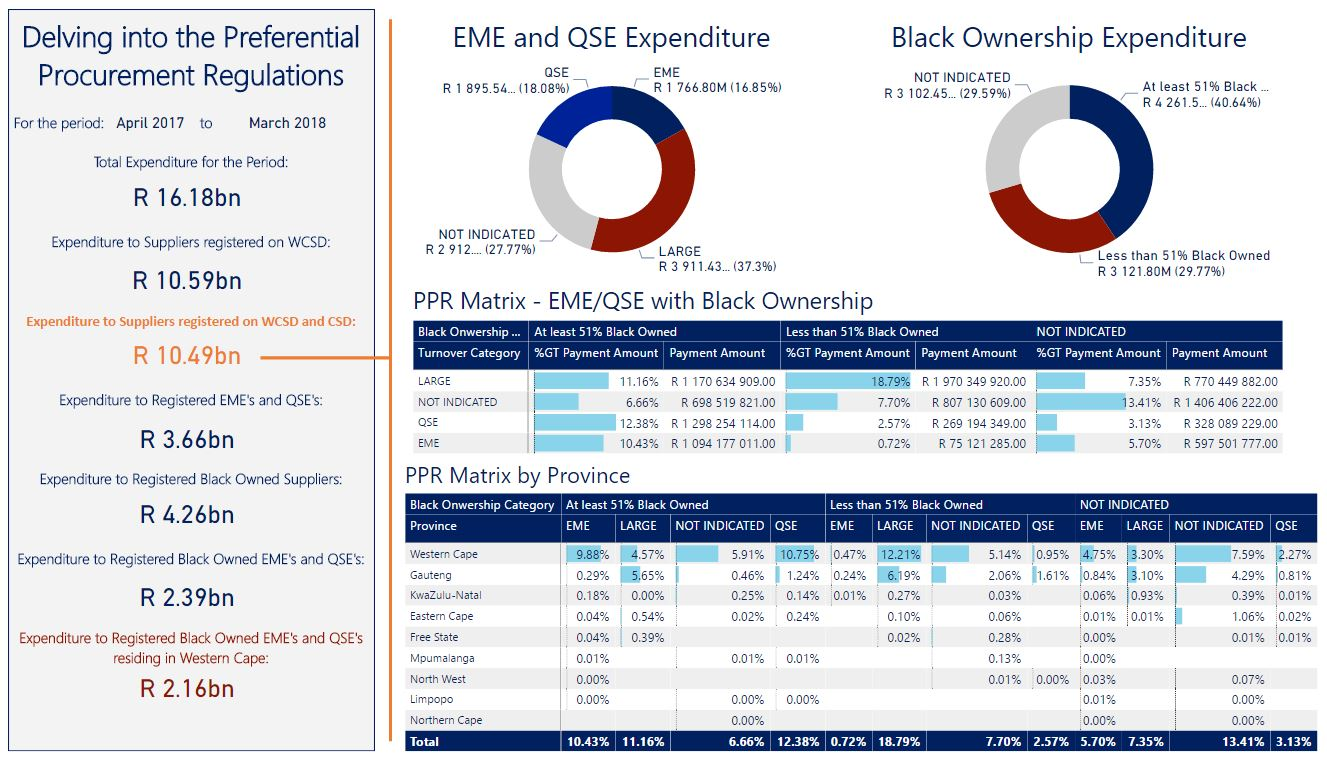 Delving into the Preferential
Procurement Regulations
For the period: April 2017 to March 2018
Total Expenditure for the Period:
R 16.18bn
Expenditure to Suppliers registered on WCSD:
R 10.59bn
Expenditure to Suppliers registered on WCSD and CSD:
R 10.49bn
Expenditure to Registered EME's and QSE's:
R 3.66bn
Expenditure to Registered Black Owned Suppliers:
R 4.26bn
Expenditure to Registered Black Owned EME's and QSE's:
R 2.39bn
Expenditure to Registered Black Owned EME's and QSE's
residing in Western Cape:
R 2.16bn
EME and QSE Expenditure
QSE
R 1 895.54... (18.08%)
EME
R 1 766.80M (16.85%)
NOT INDICATED
R 2 912.... (27.77%)
LARGE
R 3 911.43... (37.3%)
Black Ownership Expenditure
NOT INDICATED
R 3 102.45... (29.59%)
At least 51% Black ...
R 4 261.5... (40.64%)
Less than 51% Black Owned
R 3 121.80M (29.77%)
PPR Matrix - EME/QSE with Black Ownership
Black Onwership ... At least 51% Black Owned Less than 51% Black Owned NOT INDICATED
Turnover Category %GT Payment Amount Payment Amount %GT Payment Amount Payment Amount %GT Payment Amount Payment Amount
LARGE 11.16% R 1 170 634 909.00 18.79% R 1 970 349 920.00 7.35% R 770 449 882.00
NOT INDICATED 6.66% R 698 519 821.00 7.70% R 807 130 609.00 13.41% R 1 406 406 222.00
QSE 12.38% R 1 298 254 114.00 2.57% R 269 194 349.00 3.13% R 328 089 229.00
EME 10.43% R 1 094 177 011.00 0.72% R 75 121 285.00 5.70% R 597 501 777.00
PPR Matrix by Province
Black Onwership Category At least 51% Black Owned Less than 51% Black Owned NOT INDICATED
Province EME LARGE NOT INDICATED QSE EME LARGE NOT INDICATED QSE EME LARGE NOT INDICATED QSE
Western Cape 9.88% 4.57% 5.91% 10.75% 0.47% 12.21% 5.14% 0.95% 4.75% 3.30% 7.59% 2.27%
Gauteng 0.29% 5.65% 0.46% 1.24% 0.24% 6.19% 2.06% 1.61% 0.84% 3.10% 4.29% 0.81%
KwaZulu-Natal 0.18% 0.00% 0.25% 0.14% 0.01% 0.27% 0.03% 0.06% 0.93% 0.39% 0.01%
Eastern Cape 0.04% 0.54% 0.02% 0.24% 0.10% 0.06% 0.01% 0.01% 1.06% 0.02%
Free State 0.04% 0.39% 0.02% 0.28% 0.00% 0.01% 0.01%
Mpumalanga 0.01% 0.01% 0.01% 0.13% 0.00%
North West 0.00% 0.01% 0.00% 0.03% 0.07%
Limpopo 0.00% 0.00% 0.00% 0.01% 0.00%
Northern Cape 0.00% 0.00% 0.00%
Total 10.43% 11.16% 6.66% 12.38% 0.72% 18.79% 7.70% 2.57% 5.70% 7.35% 13.41% 3.13%